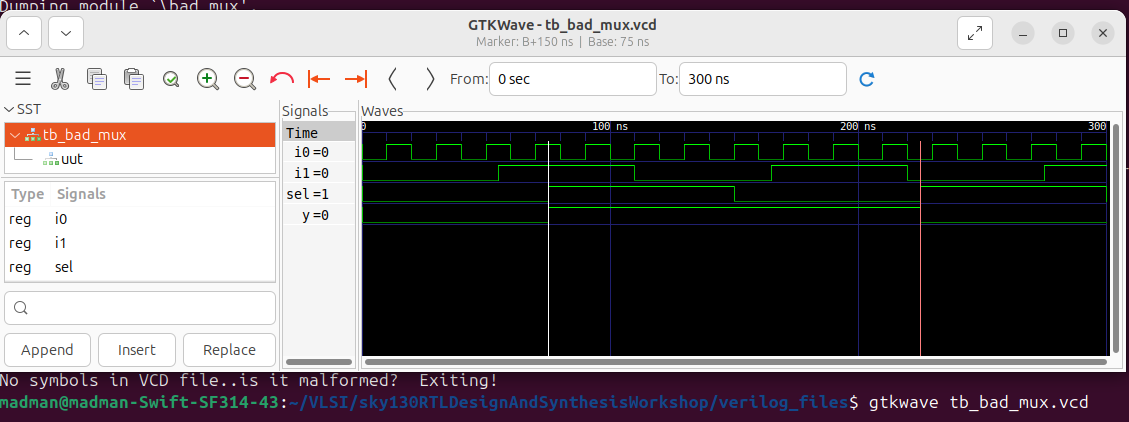 Dumping module `\bad_mux'.
GTKWave - tb_bad_mux.vcd
Marker: B+150 ns | Base: 75 ns
From: 0 sec To: 300 ns
SST
tb_bad_mux
uut
Type Signals
reg i0
reg i1
reg sel
Append Insert Replace
Signals
Time
i0 =0
i1 =0
sel =1
y =0
Waves
0 100 ns 200 ns 300
No symbols in VCD file..is it malformed?  Exiting!
madman@madman-Swift-SF314-43:~/VLSI/sky130RTLDesignAndSynthesisWorkshop/verilog_files$ gtkwave tb_bad_mux.vcd